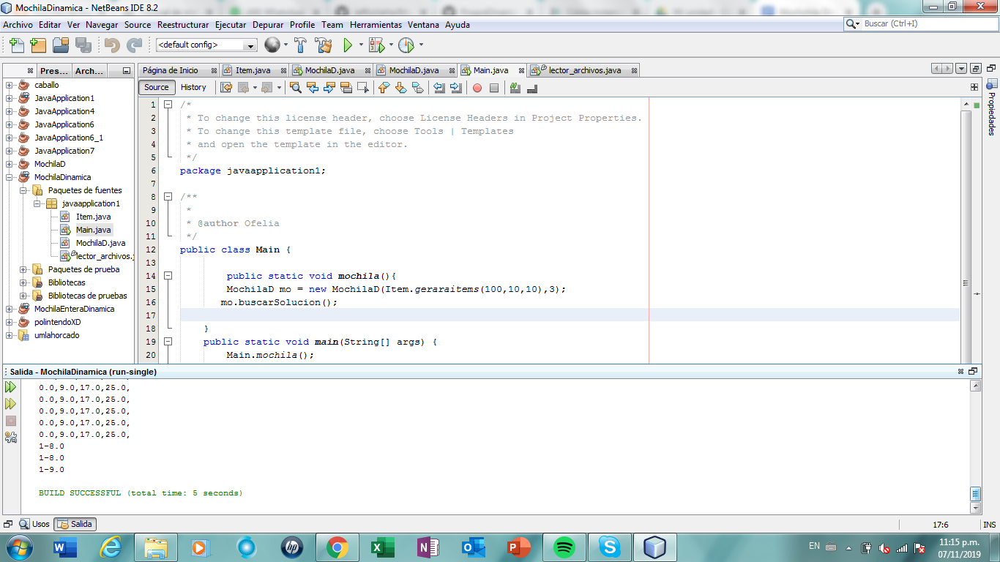 MochilaDinamica - NetBeans IDE 8.2
Archivo Editar Ver Navegar Source Reestructurar Ejecutar Depurar Profile Team Herramientas Ventana Ayuda
Buscar (Ctrl+I)
<default config>
Pres... Arch...
Página de Inicio Item.java MochilaD.java MochilaD.java Main.java lector_archivos.java
Source History
Propiedades
caballo
JavaApplication1
JavaApplication4
JavaApplication6
JavaApplication6_1
JavaApplication7
MochilaD
MochilaDinamica
Paquetes de fuentes
javaapplication1
Item.java
Main.java
MochilaD.java
lector_archivos.j
Paquetes de prueba
Bibliotecas
Bibliotecas de pruebas
MochilaEnteraDinamica
polintendoXD
umlahorcado
1 /*
2 * To change this license header, choose License Headers in Project Properties.
3 * To change this template file, choose Tools | Templates
4 * and open the template in the editor.
5 */
6 package javaapplication1;
7
8 /**
9 *
10 * @author Ofelia
11 */
12 public class Main {
13
14 public static void mochila(){
15 MochilaD mo = new MochilaD(Item.geraraitems(100,10,10),3);
16 mo.buscarSolucion();
17
18 }
19 public static void main(String[] args) {
20 Main.mochila();
Salida - MochilaDinamica (run-single)
0.0,9.0,17.0,25.0,
0.0,9.0,17.0,25.0,
0.0,9.0,17.0,25.0,
0.0,9.0,17.0,25.0,
0.0,9.0,17.0,25.0,
1-8.0
1-8.0
1-9.0
BUILD SUCCESSFUL (total time: 5 seconds)
Usos Salida
17:6 INS
EN
11:15 p.m.
07/11/2019